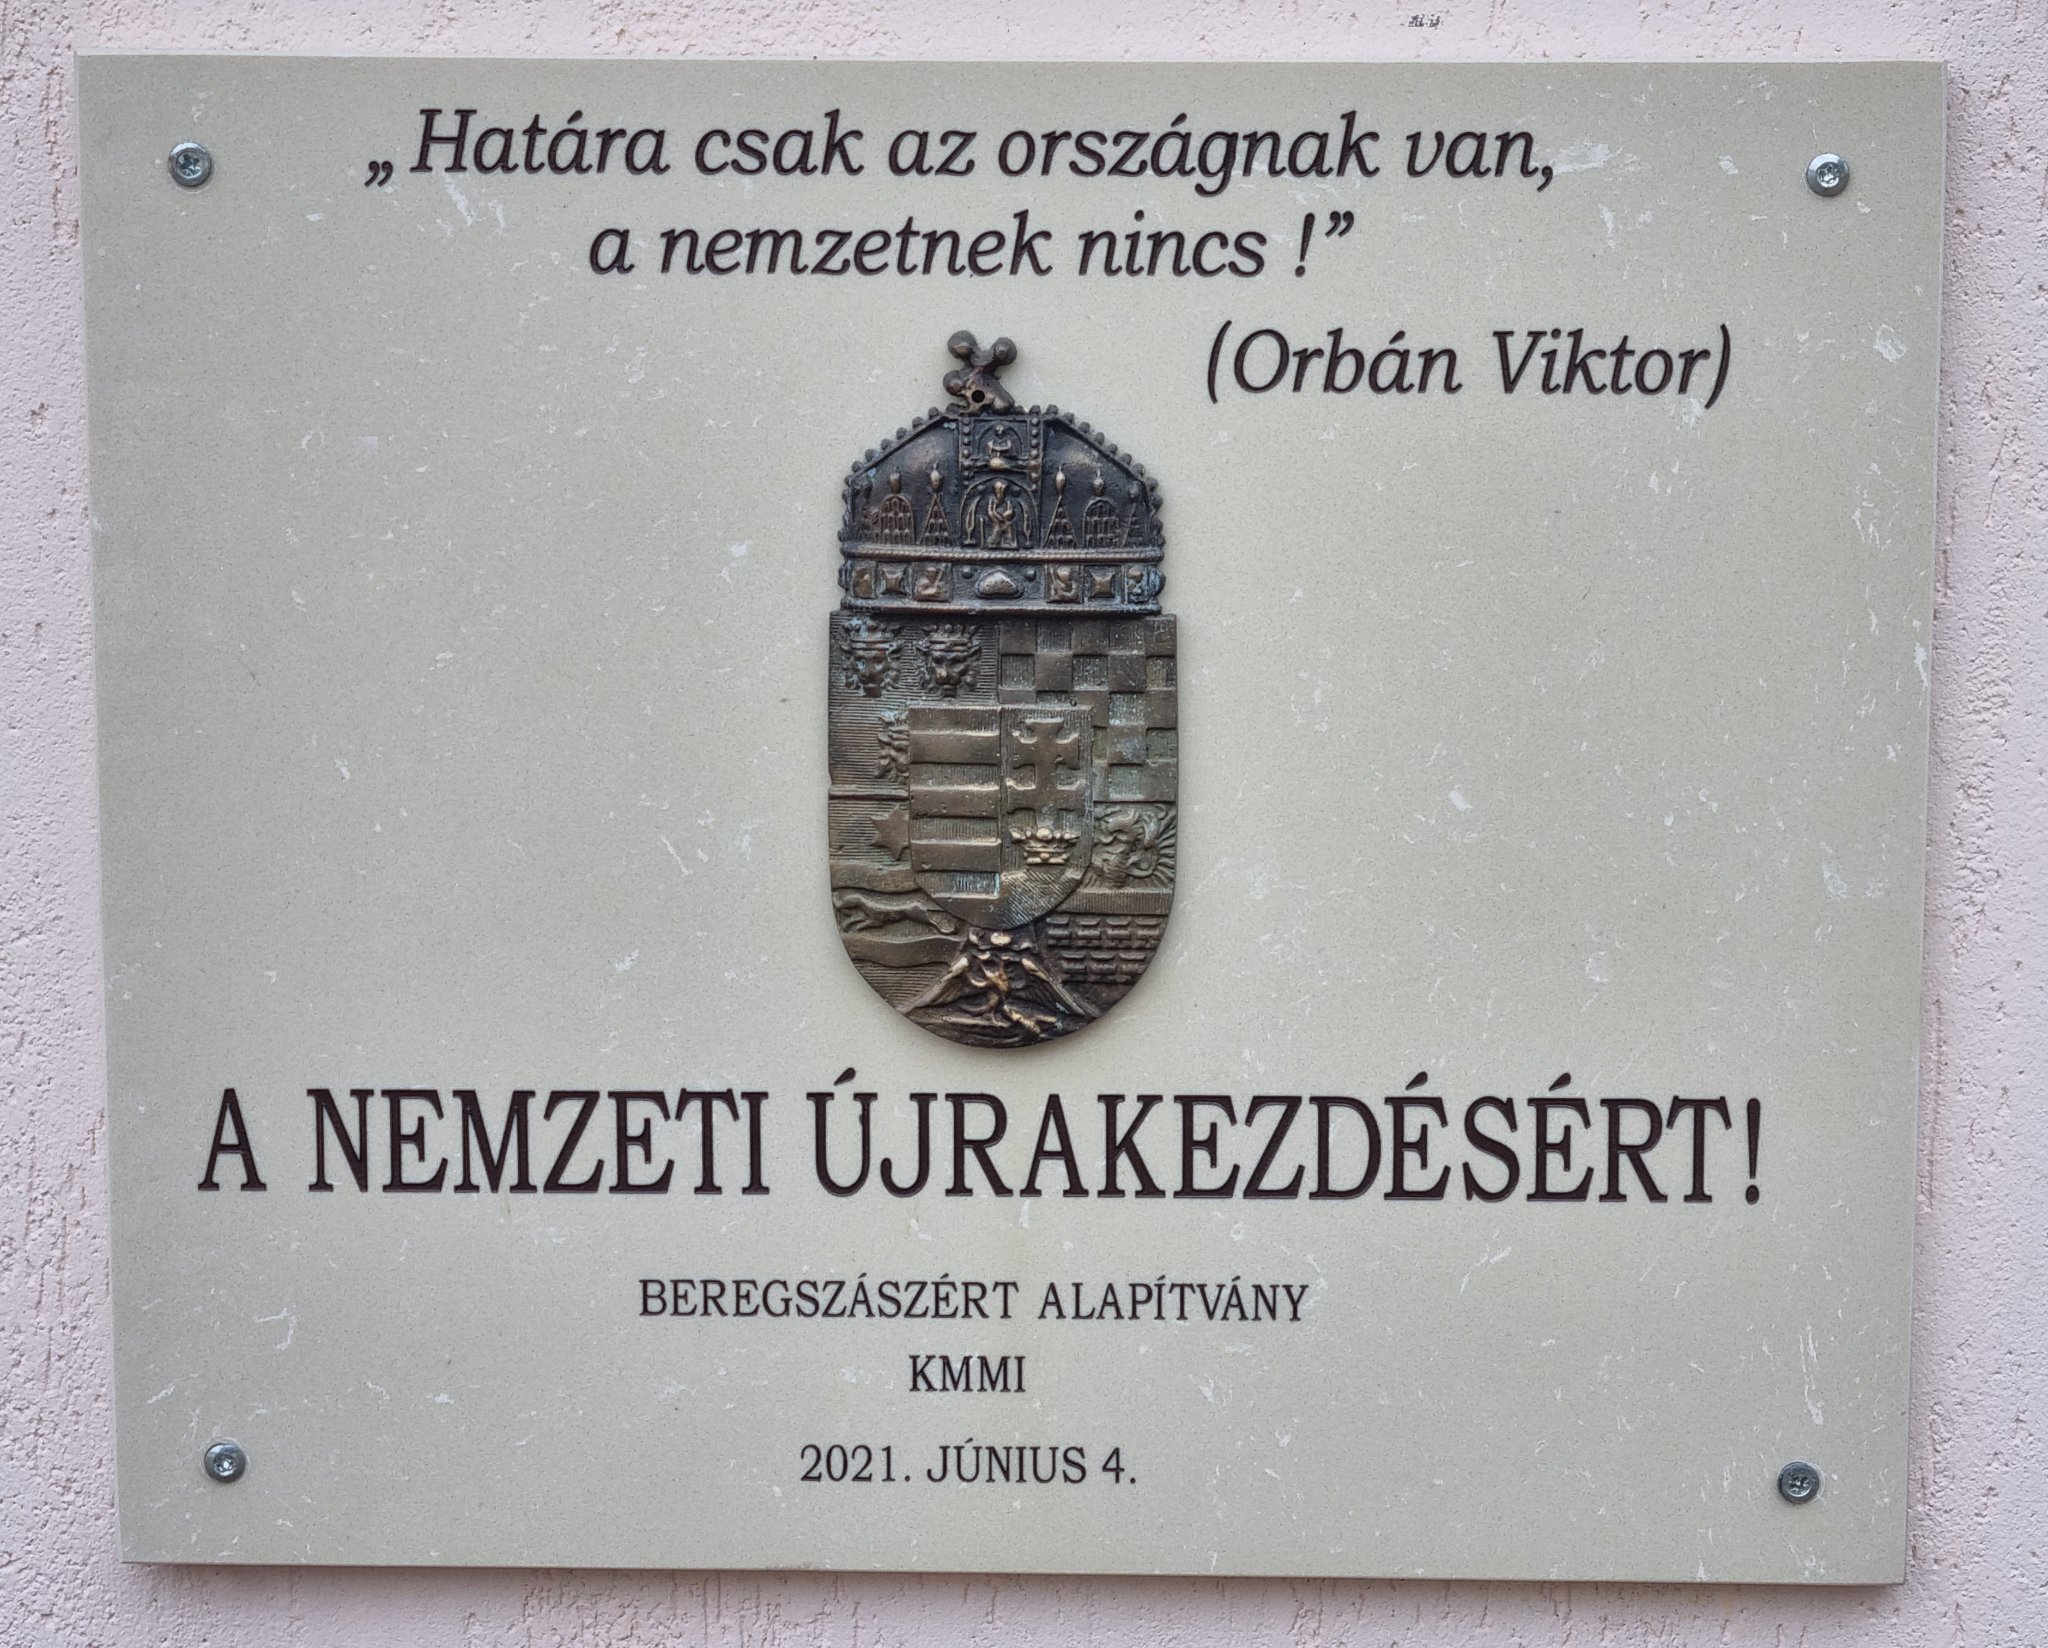 „Határa csak az országnak van,
a nemzetnek nincs !”
(Orbán Viktor)
A NEMZETI ÚJRAKEZDÉSÉRT!
BEREGSZÁSZÉRT ALAPÍTVÁNY
KMMI
2021. JÚNIUS 4.